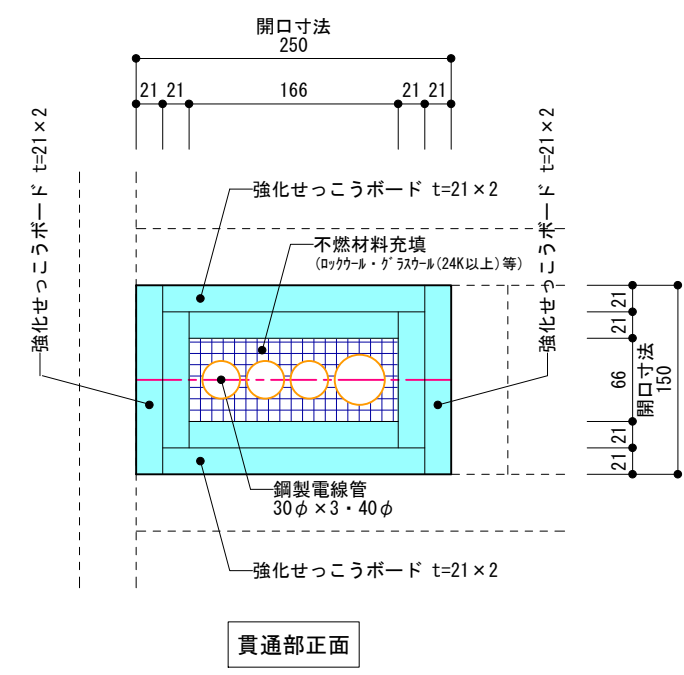 開口寸法
250
21 21 166 21 21
強化せっこうボード t=21×2
強化せっこうボード t=21×2
強化せっこうボード t=21×2
不燃材料充填
(ロックウール・グラスウール(24K以上)等)
21
21
66
21
21
開口寸法
150
鋼製電線管
30φ×3・40φ
強化せっこうボード t=21×2
貫通部正面